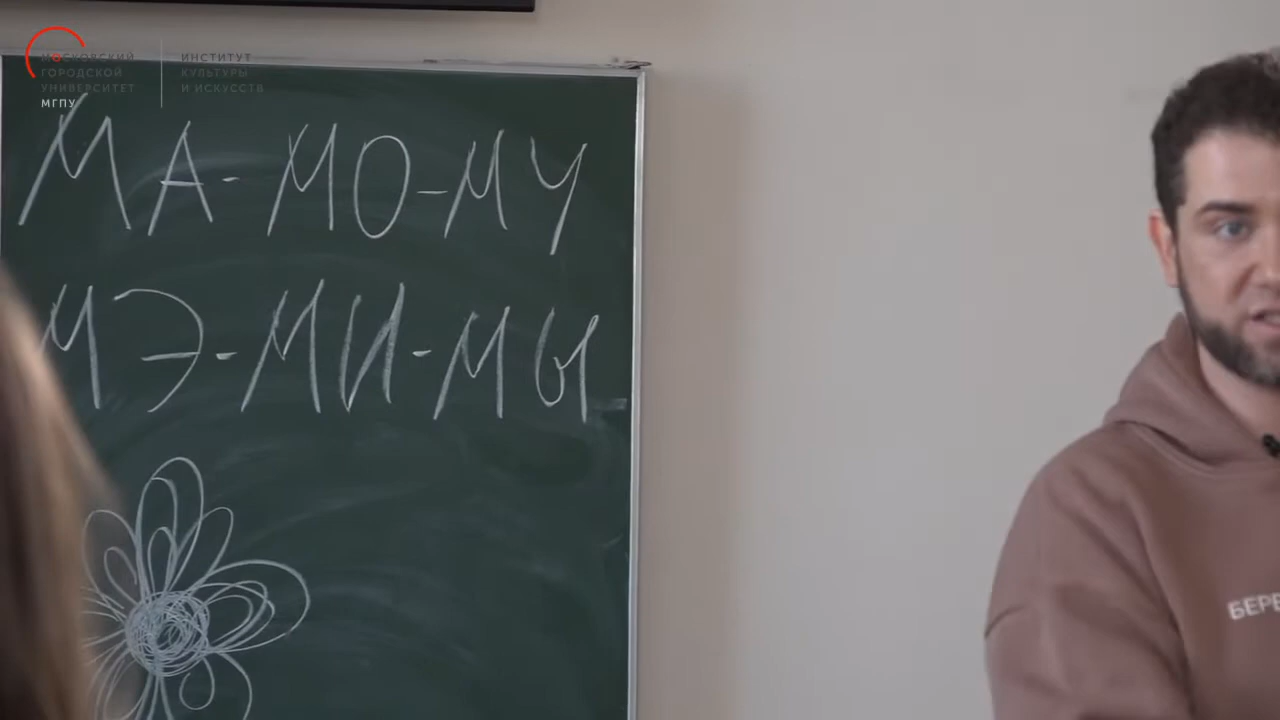 МОСКОВСКИЙ
ГОРОДСКОЙ
УНИВЕРСИТЕТ
МГПУ
ИНСТИТУТ
КУЛЬТУРЫ
И ИСКУССТВ
МА-МО-МУ
МЭ-МИ-МЫ
БЕРЕ